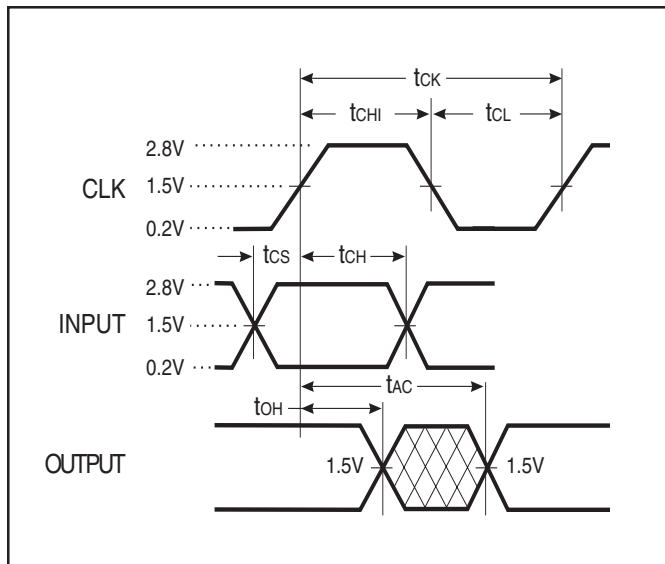 tCK
tCHI tCL
2.8V
CLK 1.5V
0.2V
tCS tCH
2.8V
INPUT 1.5V
0.2V
tAC
tOH
OUTPUT 1.5V 1.5V